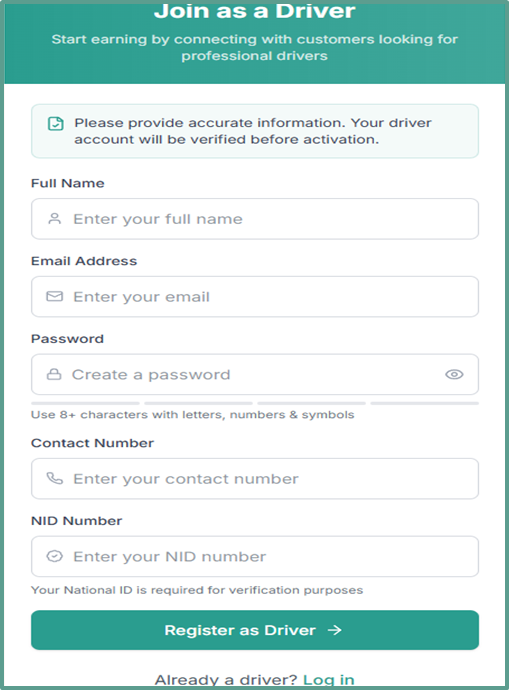 Join as a Driver
Start earning by connecting with customers looking for
professional drivers
Please provide accurate information. Your driver
account will be verified before activation.
Full Name
Enter your full name
Email Address
Enter your email
Password
Create a password
Use 8+ characters with letters, numbers & symbols
Contact Number
Enter your contact number
NID Number
Enter your NID number
Your National ID is required for verification purposes
Register as Driver →
Already a driver? Log in